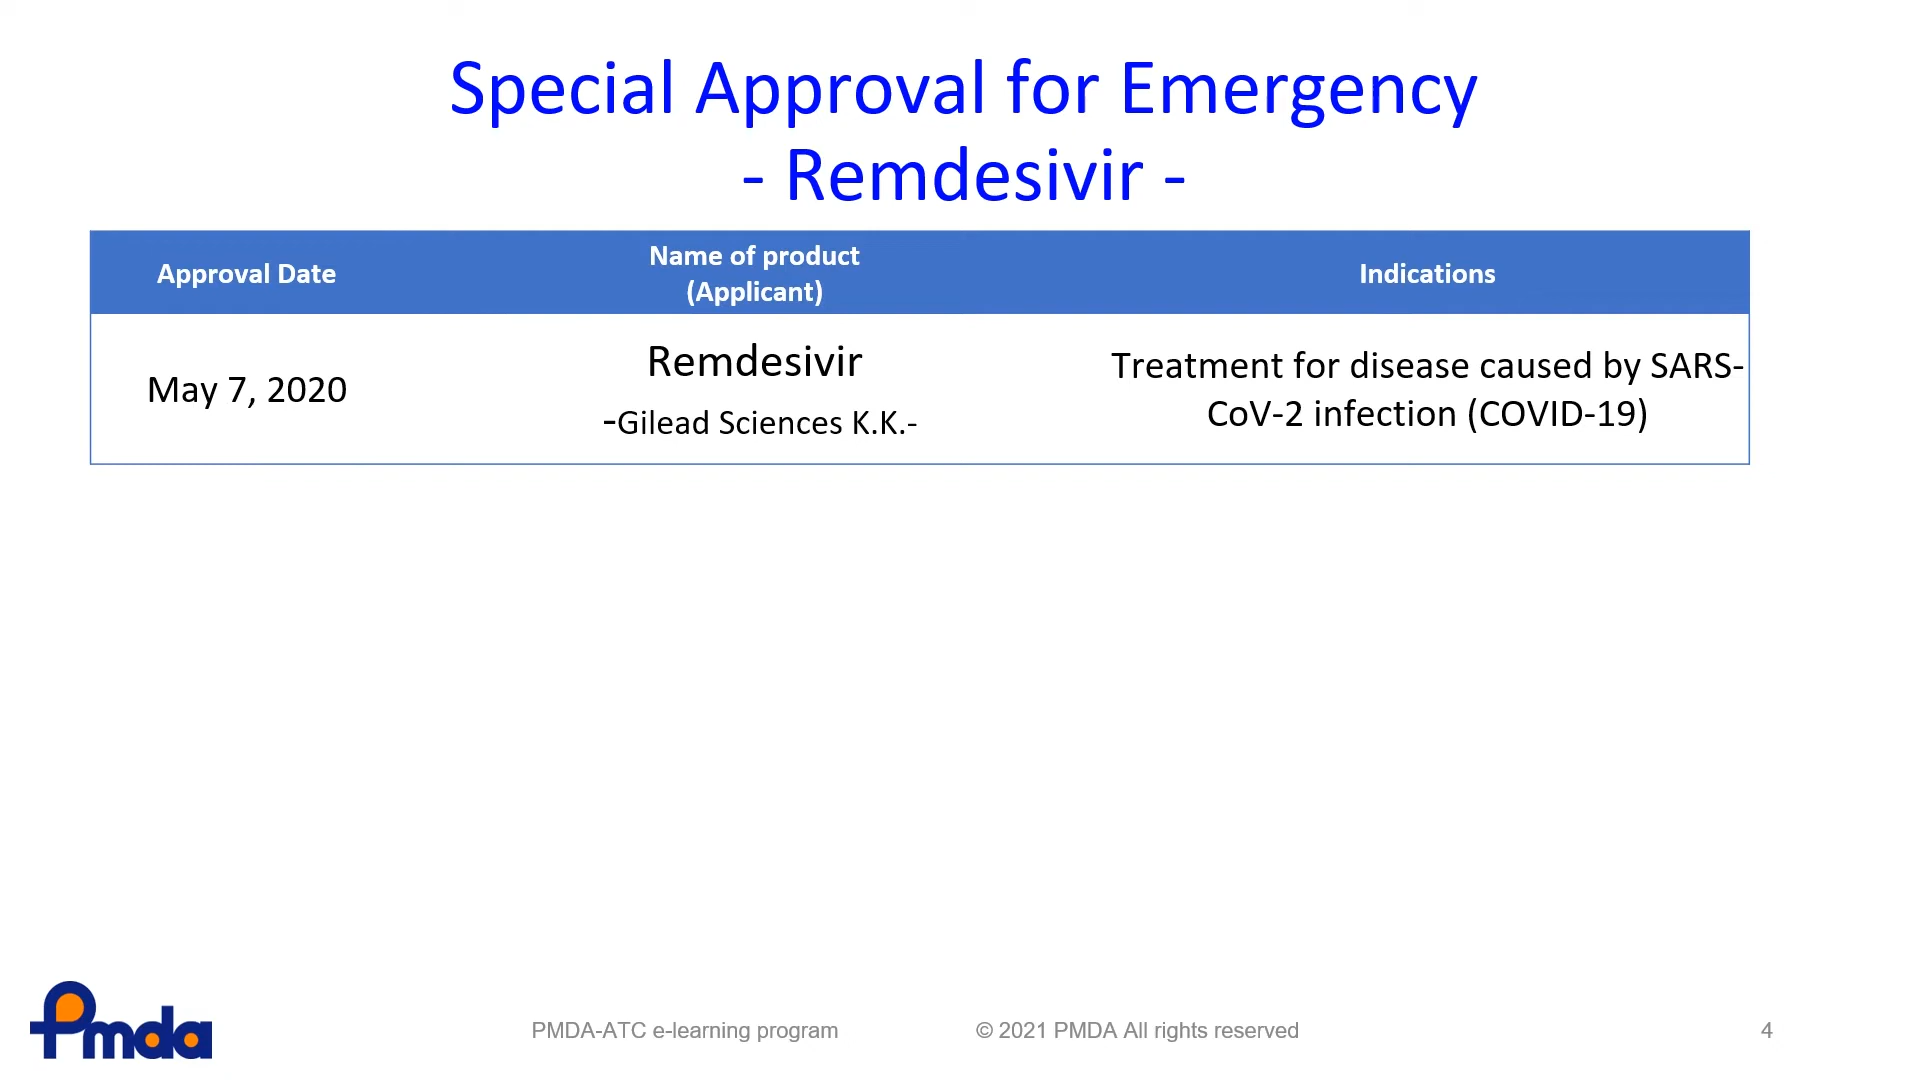 Special Approval for Emergency
- Remdesivir -
Approval Date
Name of product
(Applicant)
Indications
May 7, 2020
Remdesivir
-Gilead Sciences K.K.-
Treatment for disease caused by SARS-
CoV-2 infection (COVID-19)
Pmda
PMDA-ATC e-learning program
© 2021 PMDA All rights reserved
4